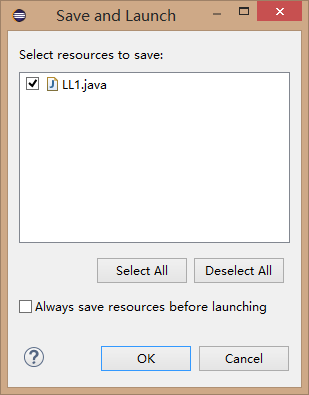 Save and Launch
Select resources to save:
LL1.java
Select All
Deselect All
Always save resources before launching
OK
Cancel